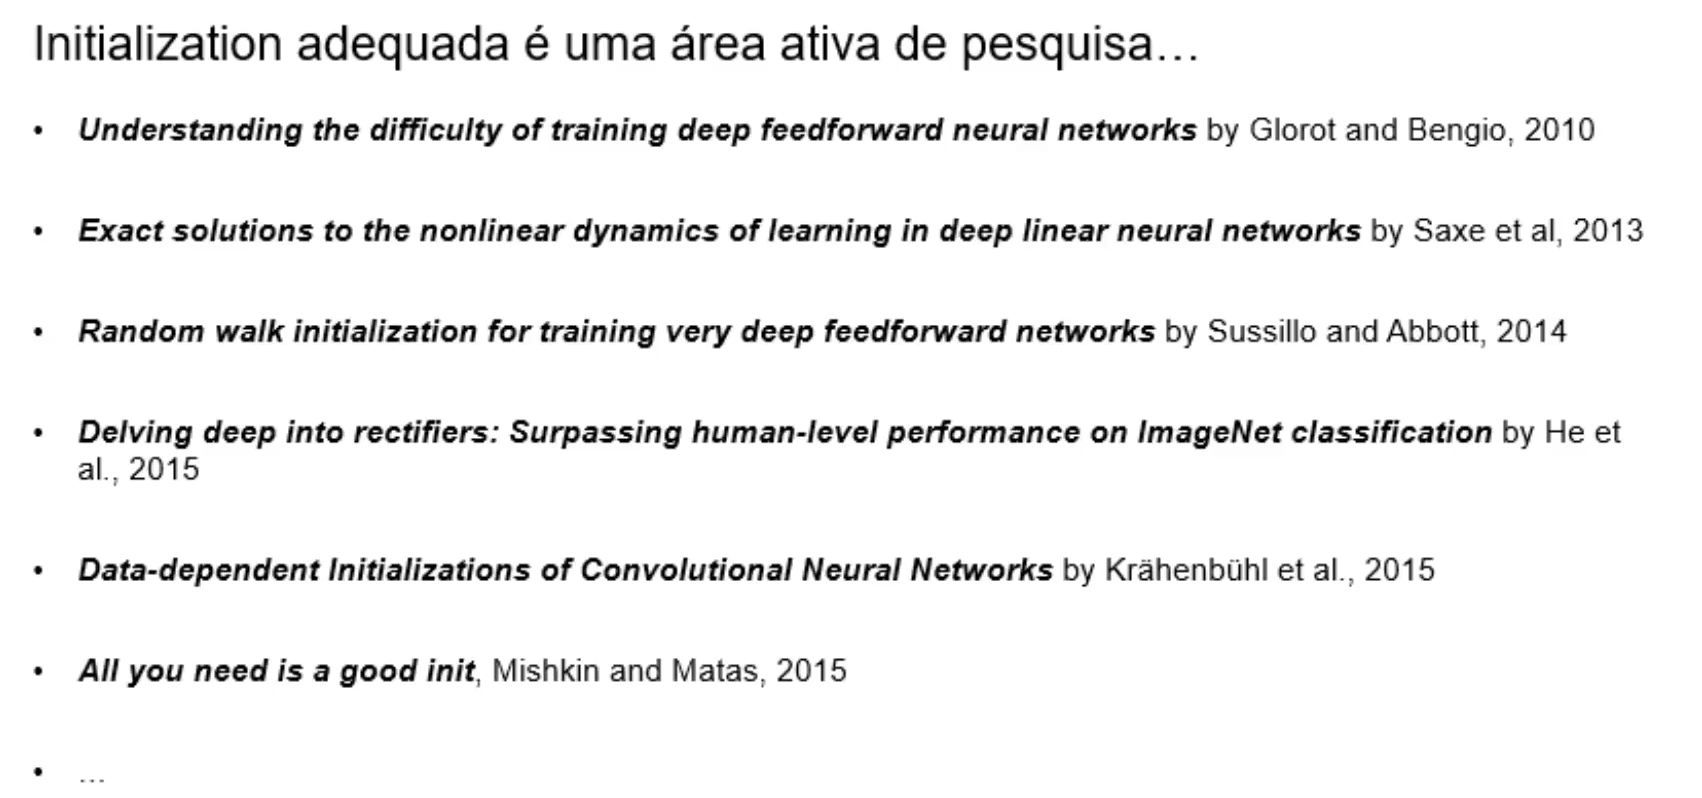 Initialization adequada é uma área ativa de pesquisa…
• Understanding the difficulty of training deep feedforward neural networks by Glorot and Bengio, 2010
• Exact solutions to the nonlinear dynamics of learning in deep linear neural networks by Saxe et al, 2013
• Random walk initialization for training very deep feedforward networks by Sussillo and Abbott, 2014
• Delving deep into rectifiers: Surpassing human-level performance on ImageNet classification by He et
al., 2015
• Data-dependent Initializations of Convolutional Neural Networks by Krähenbühl et al., 2015
• All you need is a good init, Mishkin and Matas, 2015
• …